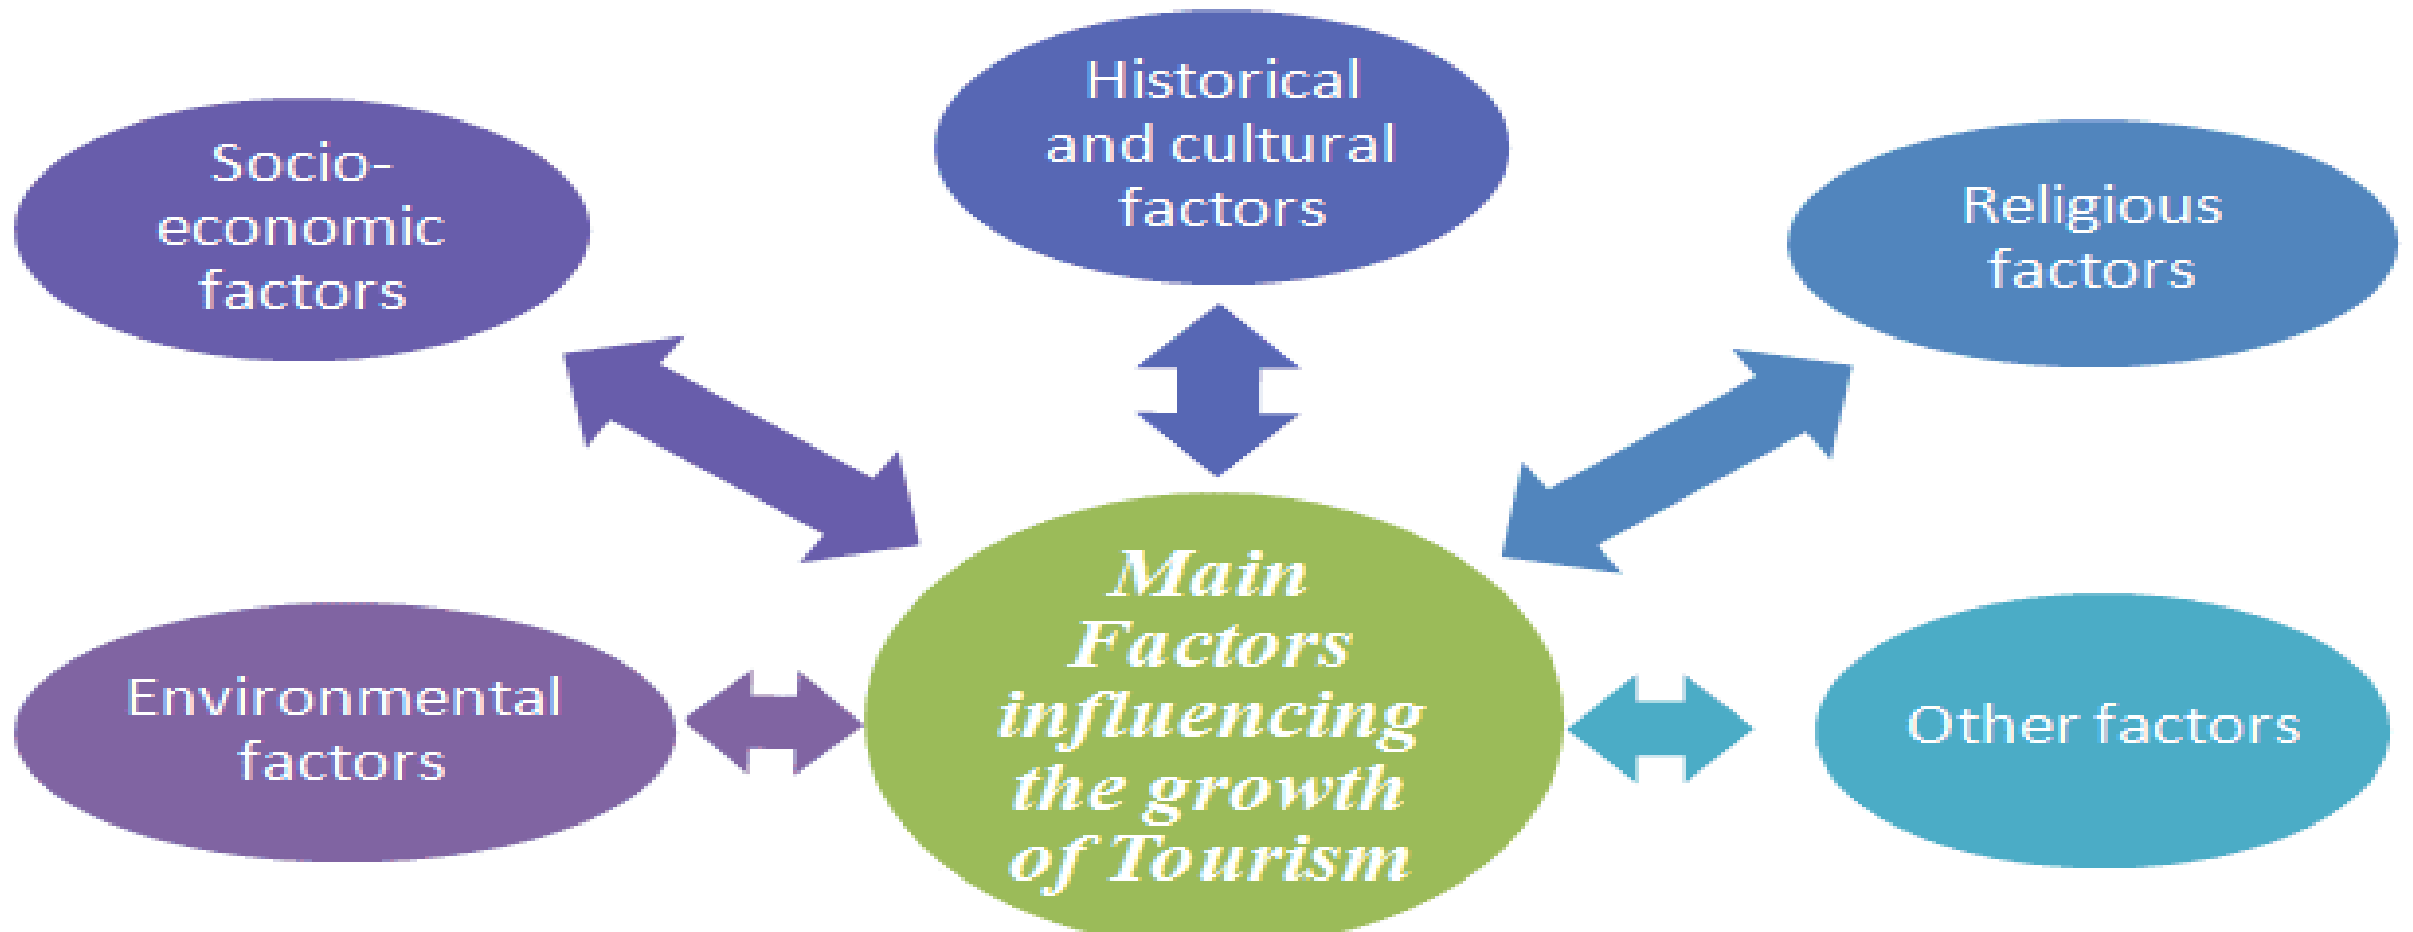 Historical
and cultural
factors
Socio-
economic
factors
Religious
factors
Main
Factors
influencing
the growth
of Tourism
Environmental
factors
Other factors